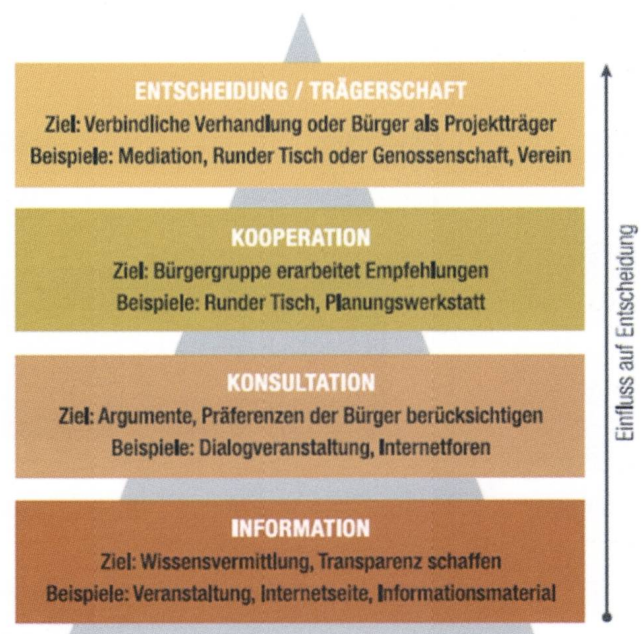 ENTSCHEIDUNG / TRÄGERSCHAFT
Ziel: Verbindliche Verhandlung oder Bürger als Projektträger
Beispiele: Mediation, Runder Tisch oder Genossenschaft, Verein
KOOPERATION
Ziel: Bürgergruppe erarbeitet Empfehlungen
Beispiele: Runder Tisch, Planungswerkstatt
KONSULTATION
Ziel: Argumente, Präferenzen der Bürger berücksichtigen
Beispiele: Dialogveranstaltung, Internetforen
INFORMATION
Ziel: Wissensvermittlung, Transparenz schaffen
Beispiele: Veranstaltung, Internetseite, Informationsmaterial
Einfluss auf Entscheidung